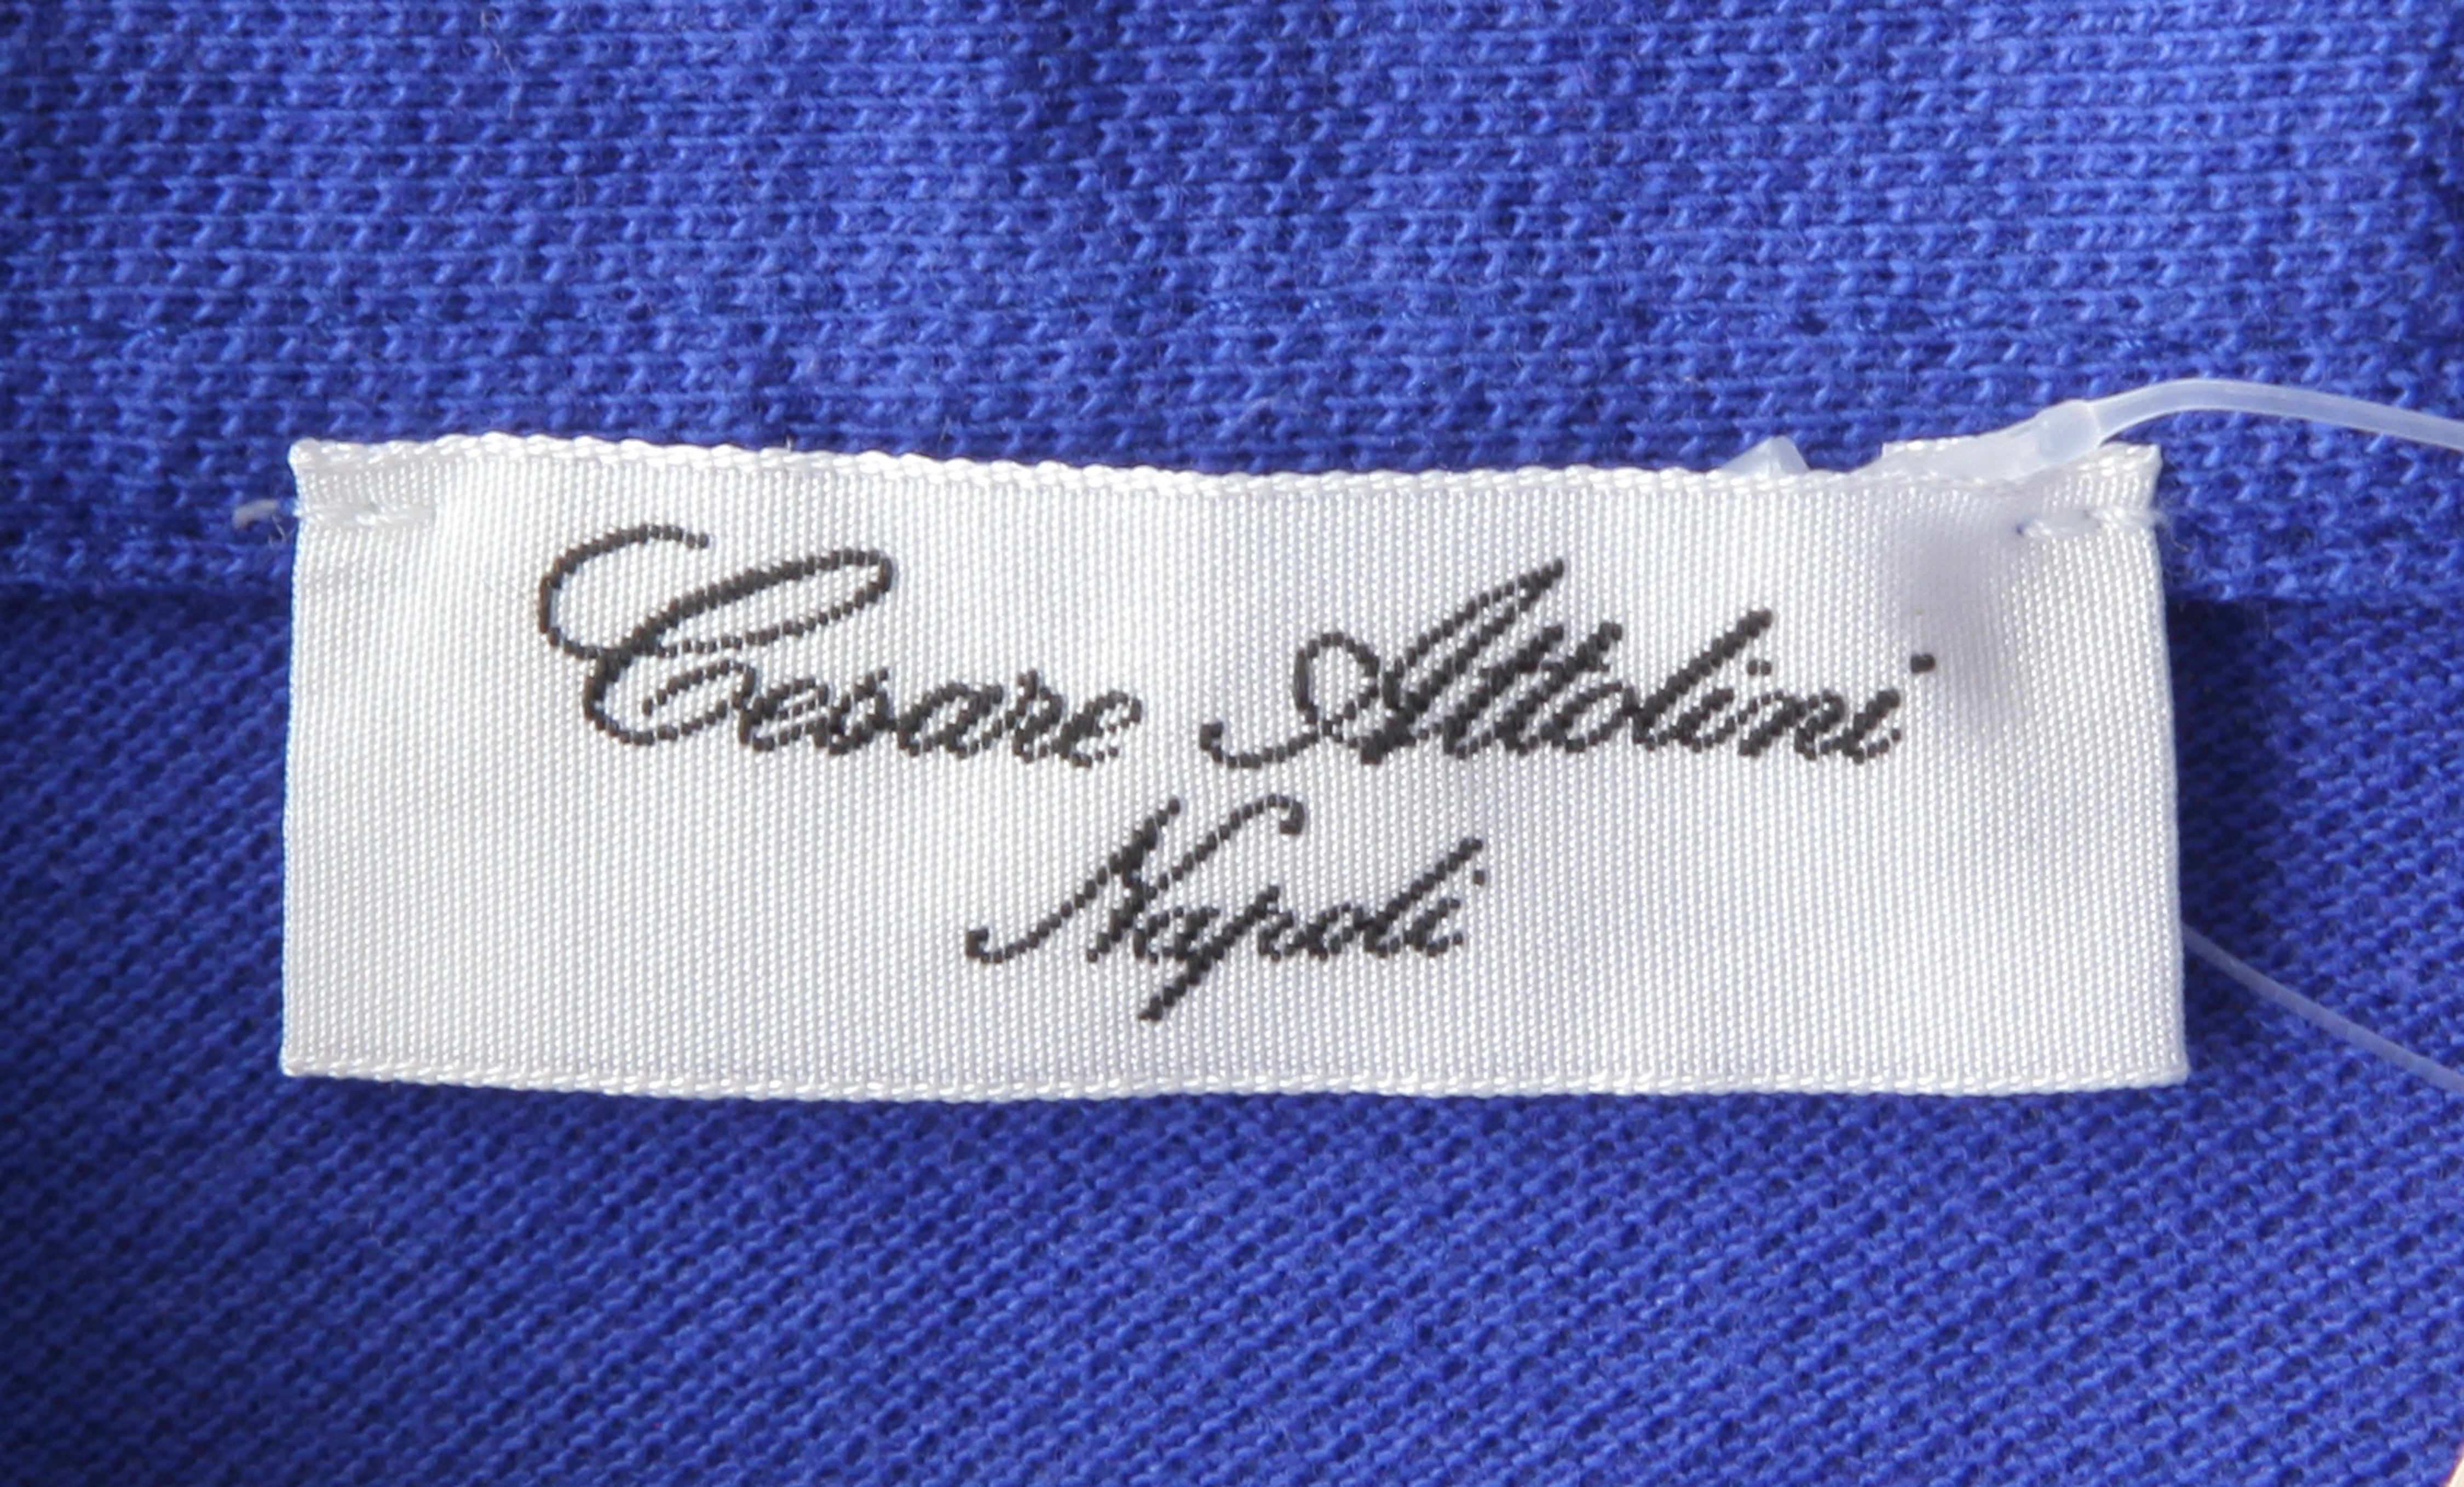 Cesare Attolini
Napoli